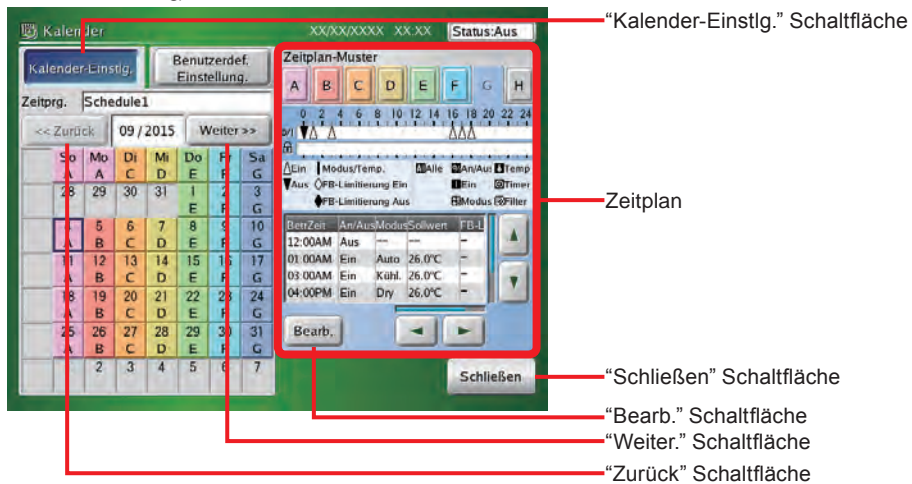 Kalender XX/XX/XXXX XX:XX Status:Aus
Kalender-Einstlg. Benutzerdef. Einstellung.
Zeitprg. Schedule1
<< Zurück 09 / 2015 Weiter >>
So Mo Di Mi Do Fr Sa
A A C D E F G
28 29 30 31 1 2 3
E F G
4 5 6 7 8 9 10
A B C D E F G
11 12 13 14 15 16 17
A B C D E F G
18 19 20 21 22 23 24
A B C D E F G
25 26 27 28 29 30 31
A B C D E F G
2 3 4 5 6 7
Zeitplan-Muster
A B C D E F G H
0 2 4 6 8 10 12 14 16 18 20 22 24
Ein Modus/Temp. Alle An/Aus Temp
Aus FB-Limitierung Ein Ein Timer
FB-Limitierung Aus Modus Filter
BetrZeit An/Aus Modus Sollwert FB-L
12:00AM Aus -- -- -
01:00AM Ein Auto 26.0°C -
03:00AM Ein Kühl. 26.0°C -
04:00PM Ein Dry 26.0°C -
Bearb.
Schließen
“Kalender-Einstlg.” Schaltfläche
Zeitplan
“Schließen” Schaltfläche
“Bearb.” Schaltfläche
“Weiter.” Schaltfläche
“Zurück” Schaltfläche